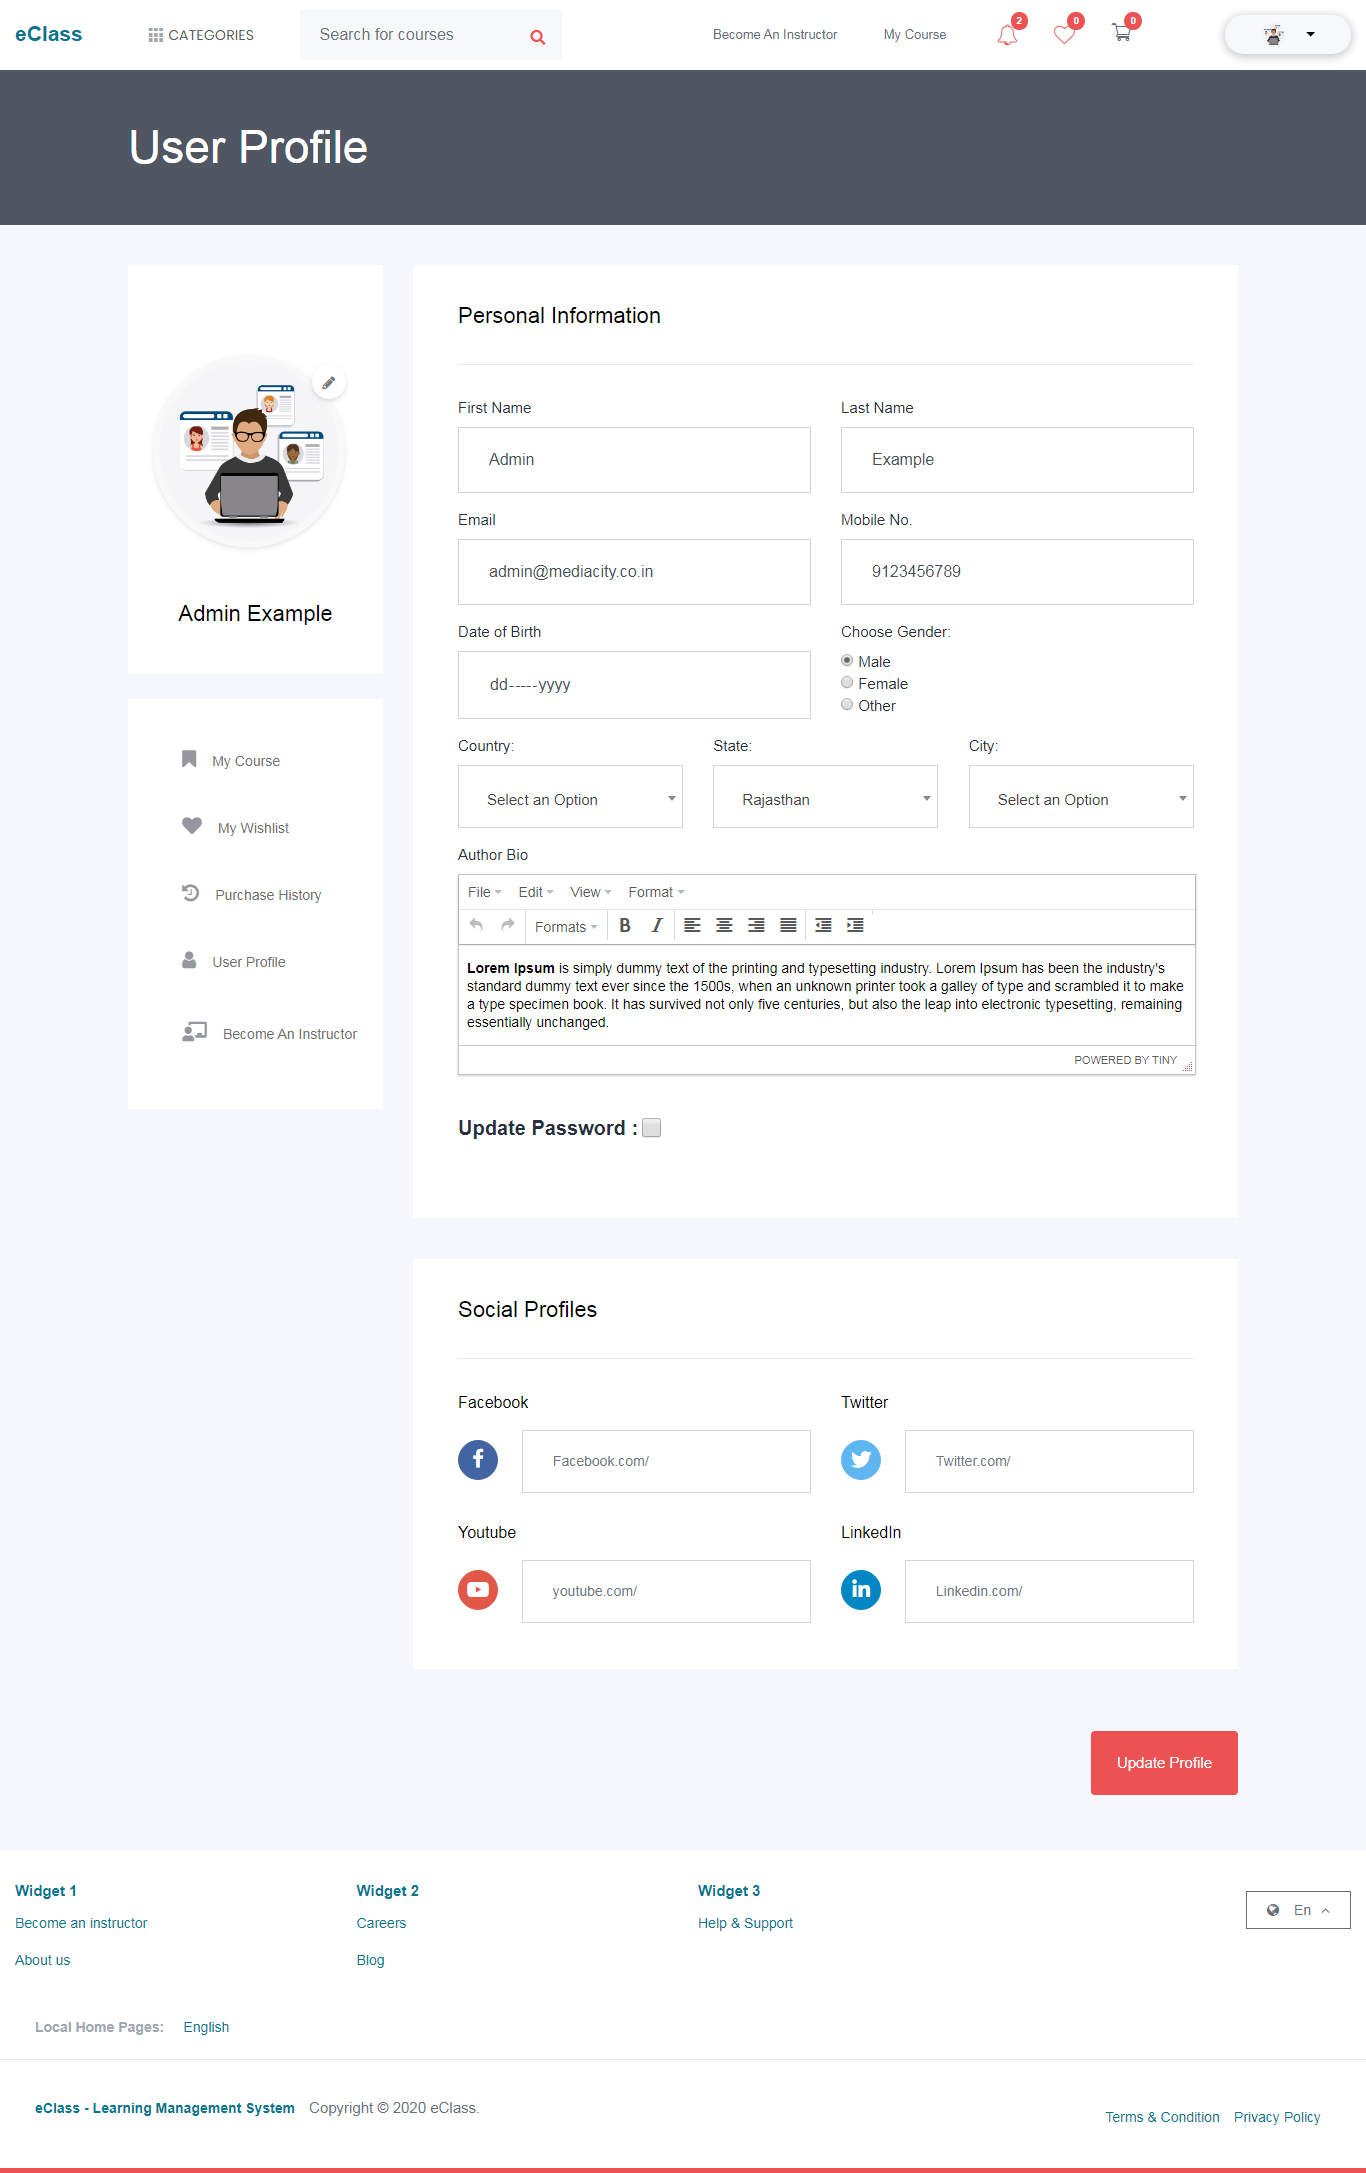 eClass
CATEGORIES
Search for courses
Become An Instructor
My Course
2
0
0
User Profile
Admin Example
My Course
My Wishlist
Purchase History
User Profile
Become An Instructor
Personal Information
First Name
Last Name
Admin
Example
Email
Mobile No.
admin@mediacity.co.in
9123456789
Date of Birth
Choose Gender:
dd-----yyyy
Male
Female
Other
Country:
State:
City:
Select an Option
Rajasthan
Select an Option
Author Bio
File Edit View Format
Formats B I
Lorem Ipsum is simply dummy text of the printing and typesetting industry. Lorem Ipsum has been the industry's
standard dummy text ever since the 1500s, when an unknown printer took a galley of type and scrambled it to make
a type specimen book. It has survived not only five centuries, but also the leap into electronic typesetting, remaining
essentially unchanged.
POWERED BY TINY
Update Password :
Social Profiles
Facebook
Twitter
Facebook.com/
Twitter.com/
Youtube
LinkedIn
youtube.com/
Linkedin.com/
Update Profile
Widget 1
Become an instructor
About us
Widget 2
Careers
Blog
Widget 3
Help & Support
En
Local Home Pages: English
eClass - Learning Management System Copyright © 2020 eClass.
Terms & Condition Privacy Policy